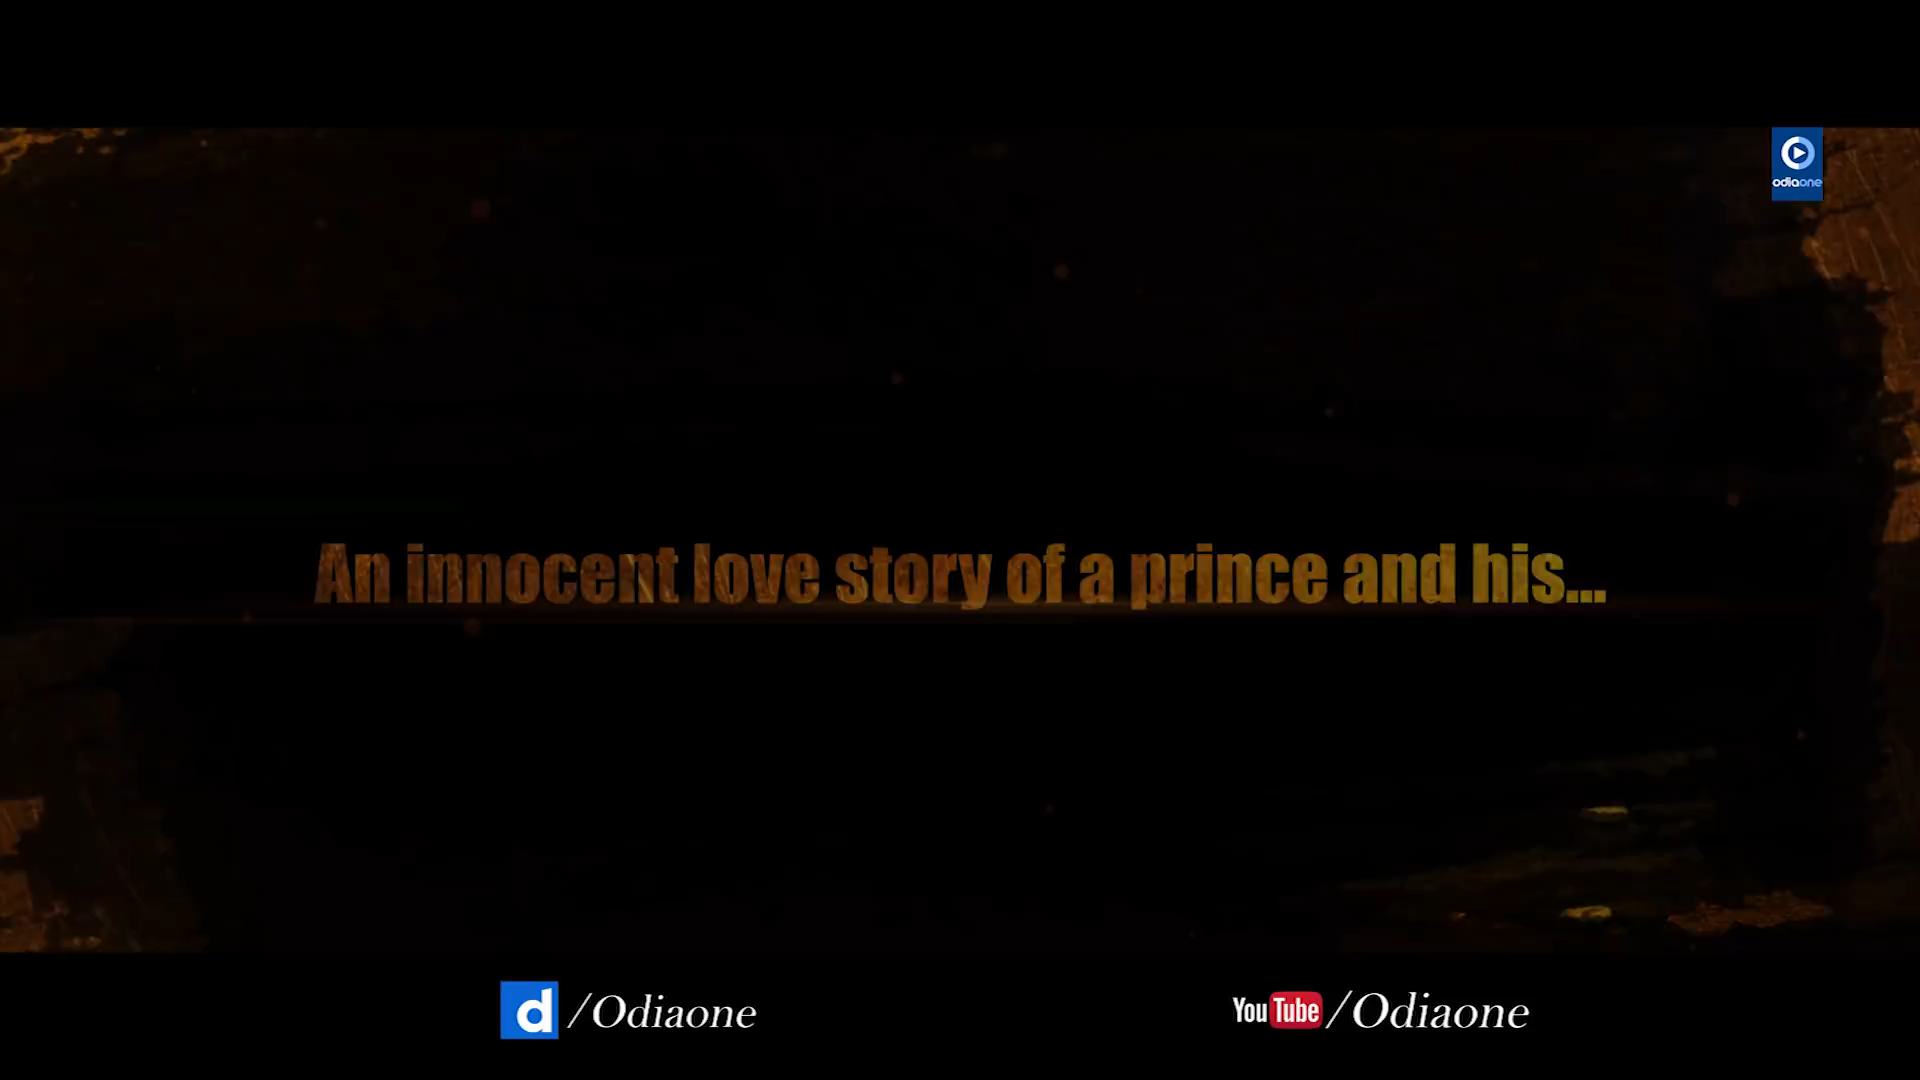 odiaone
An innocent love story of a prince and his...
d /Odiaone
YouTube /Odiaone